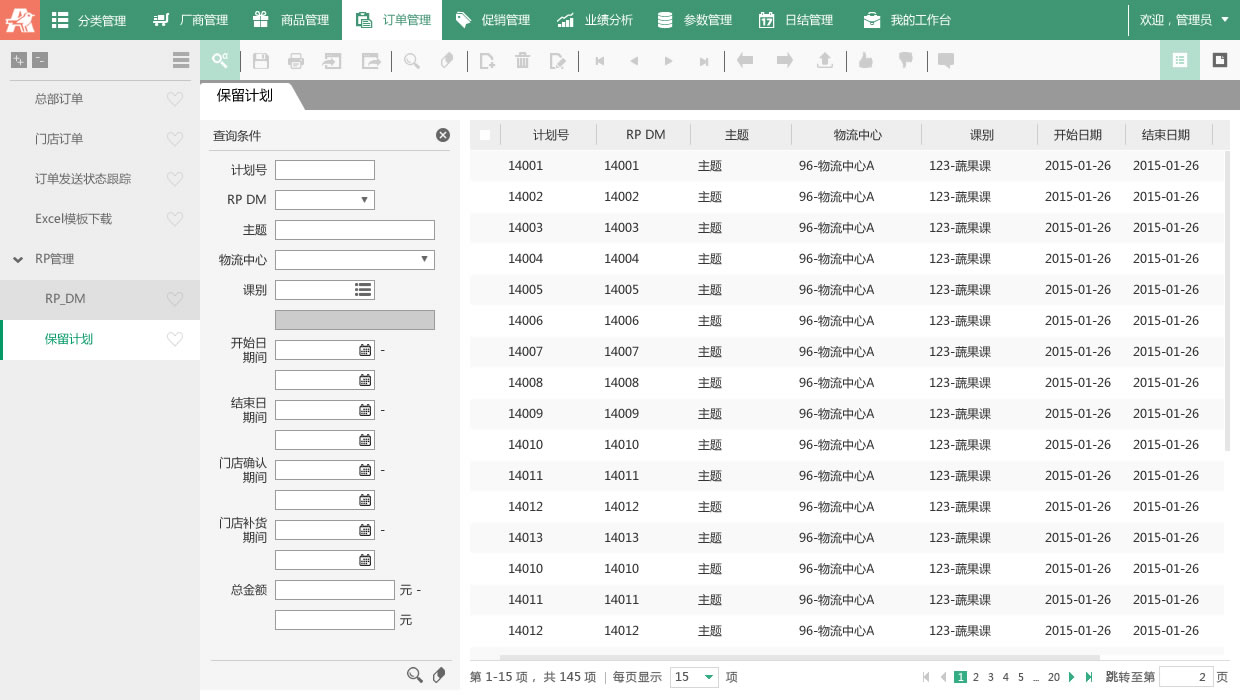 分类管理 厂商管理 商品管理 订单管理 促销管理 业绩分析 参数管理 17 日结管理 我的工作台 欢迎，管理员
总部订单
门店订单
订单发送状态跟踪
Excel模板下载
RP管理
RP_DM
保留计划
保留计划
查询条件
计划号
RP DM
主题
物流中心
课别
开始日
期间 -
结束日
期间 -
门店确认
期间 -
门店补货
期间 -
总金额 元 -
元
计划号 RP DM 主题 物流中心 课别 开始日期 结束日期
14001 14001 主题 96-物流中心A 123-蔬果课 2015-01-26 2015-01-26
14002 14002 主题 96-物流中心A 123-蔬果课 2015-01-26 2015-01-26
14003 14003 主题 96-物流中心A 123-蔬果课 2015-01-26 2015-01-26
14004 14004 主题 96-物流中心A 123-蔬果课 2015-01-26 2015-01-26
14005 14005 主题 96-物流中心A 123-蔬果课 2015-01-26 2015-01-26
14006 14006 主题 96-物流中心A 123-蔬果课 2015-01-26 2015-01-26
14007 14007 主题 96-物流中心A 123-蔬果课 2015-01-26 2015-01-26
14008 14008 主题 96-物流中心A 123-蔬果课 2015-01-26 2015-01-26
14009 14009 主题 96-物流中心A 123-蔬果课 2015-01-26 2015-01-26
14010 14010 主题 96-物流中心A 123-蔬果课 2015-01-26 2015-01-26
14011 14011 主题 96-物流中心A 123-蔬果课 2015-01-26 2015-01-26
14012 14012 主题 96-物流中心A 123-蔬果课 2015-01-26 2015-01-26
14013 14013 主题 96-物流中心A 123-蔬果课 2015-01-26 2015-01-26
14010 14010 主题 96-物流中心A 123-蔬果课 2015-01-26 2015-01-26
14011 14011 主题 96-物流中心A 123-蔬果课 2015-01-26 2015-01-26
14012 14012 主题 96-物流中心A 123-蔬果课 2015-01-26 2015-01-26
第 1-15 项，共 145 项 | 每页显示 15 项 1 2 3 4 5 ... 20 跳转至第 2 页